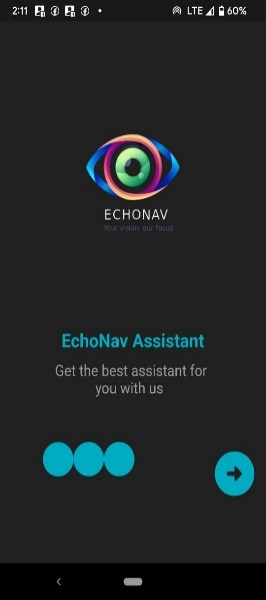 2:11 LTE 60%
ECHONAV
Your vision, our focus
EchoNav Assistant
Get the best assistant for
you with us